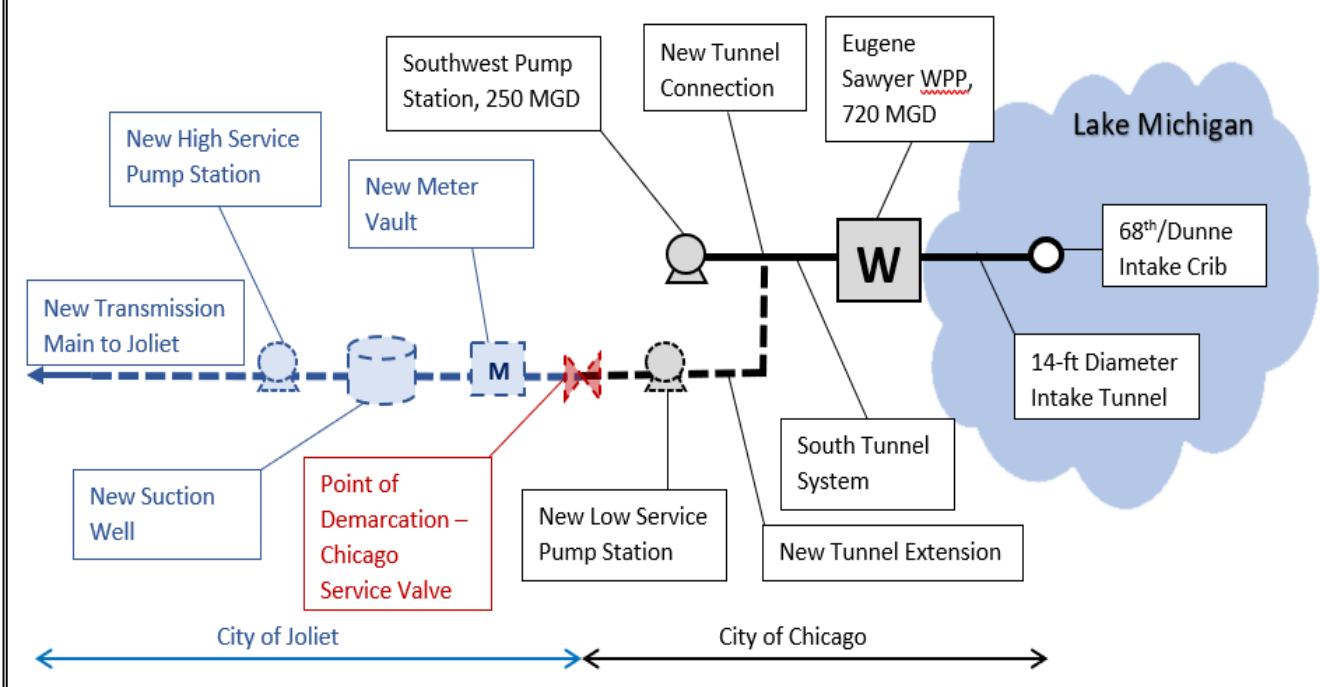 Southwest Pump
Station, 250 MGD
New Tunnel
Connection
Eugene
Sawyer WPP,
720 MGD
Lake Michigan
New High Service
Pump Station
New Meter
Vault
68th/Dunne
Intake Crib
W
New Transmission
Main to Joliet
M
14-ft Diameter
Intake Tunnel
South Tunnel
System
New Suction
Well
Point of
Demarcation –
Chicago
Service Valve
New Low Service
Pump Station
New Tunnel Extension
City of Joliet
City of Chicago